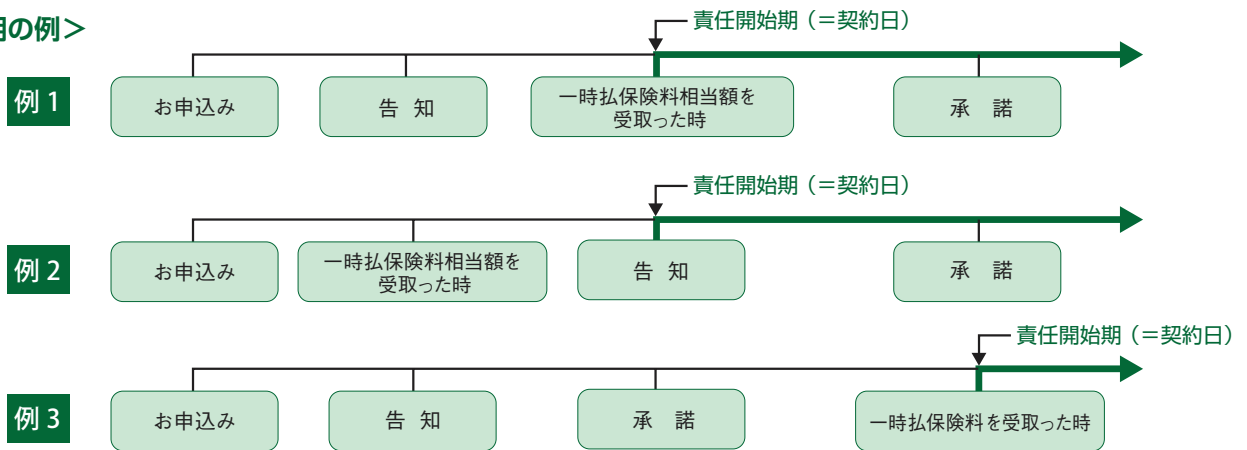 の例＞
責任開始期（＝契約日）
例 1
お申込み
告 知
一時払保険料相当額を
受取った時
承 諾
責任開始期（＝契約日）
例 2
お申込み
一時払保険料相当額を
受取った時
告 知
承 諾
責任開始期（＝契約日）
例 3
お申込み
告 知
承 諾
一時払保険料を受取った時